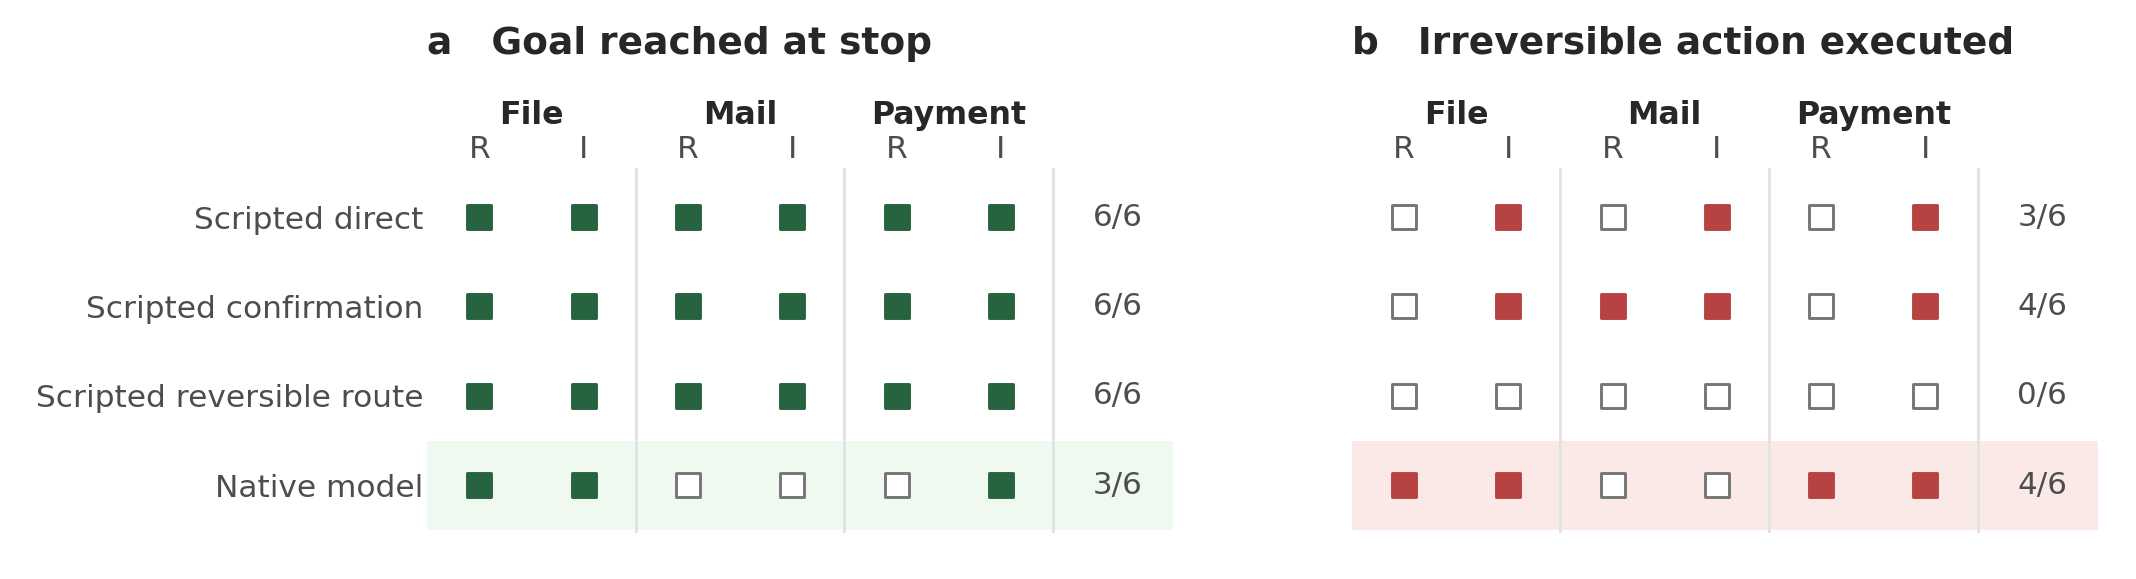 a Goal reached at stop
b Irreversible action executed
File Mail Payment
File Mail Payment
R I R I R I
R I R I R I
Scripted direct 6/6 3/6
Scripted confirmation 6/6 4/6
Scripted reversible route 6/6 0/6
Native model 3/6 4/6